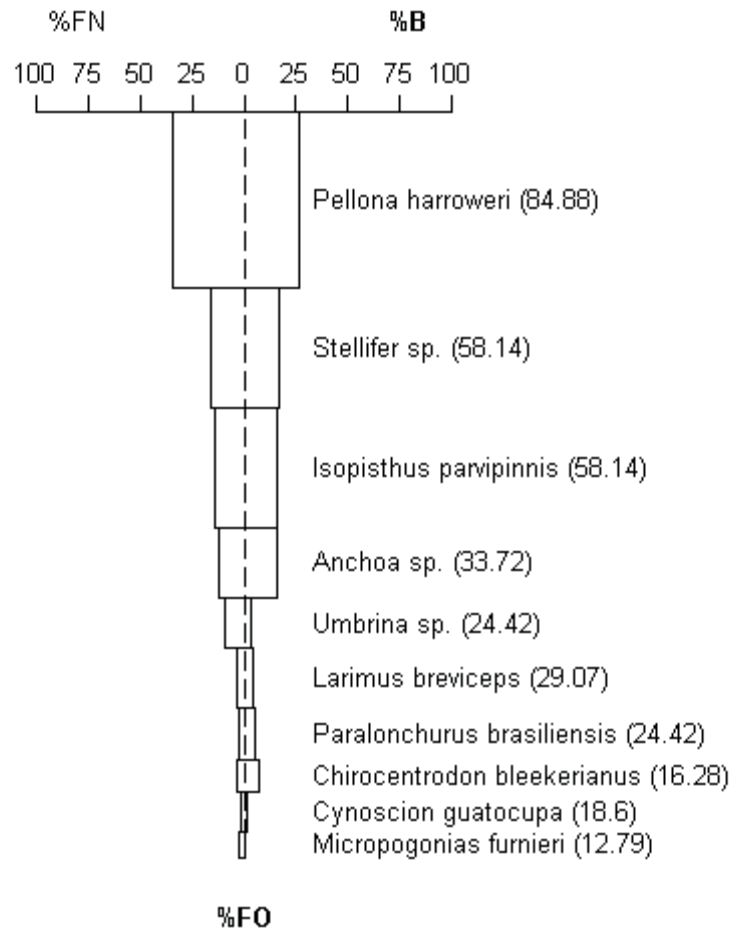 %FN %B
100 75 50 25 0 25 50 75 100
Pellona harroweri (84.88)
Stellifer sp. (58.14)
Isopisthus parvipinnis (58.14)
Anchoa sp. (33.72)
Umbrina sp. (24.42)
Larimus breviceps (29.07)
Paralonchurus brasiliensis (24.42)
Chirocentrodon bleekerianus (16.28)
Cynoscion guatocupa (18.6)
Micropogonias furnieri (12.79)
%FO